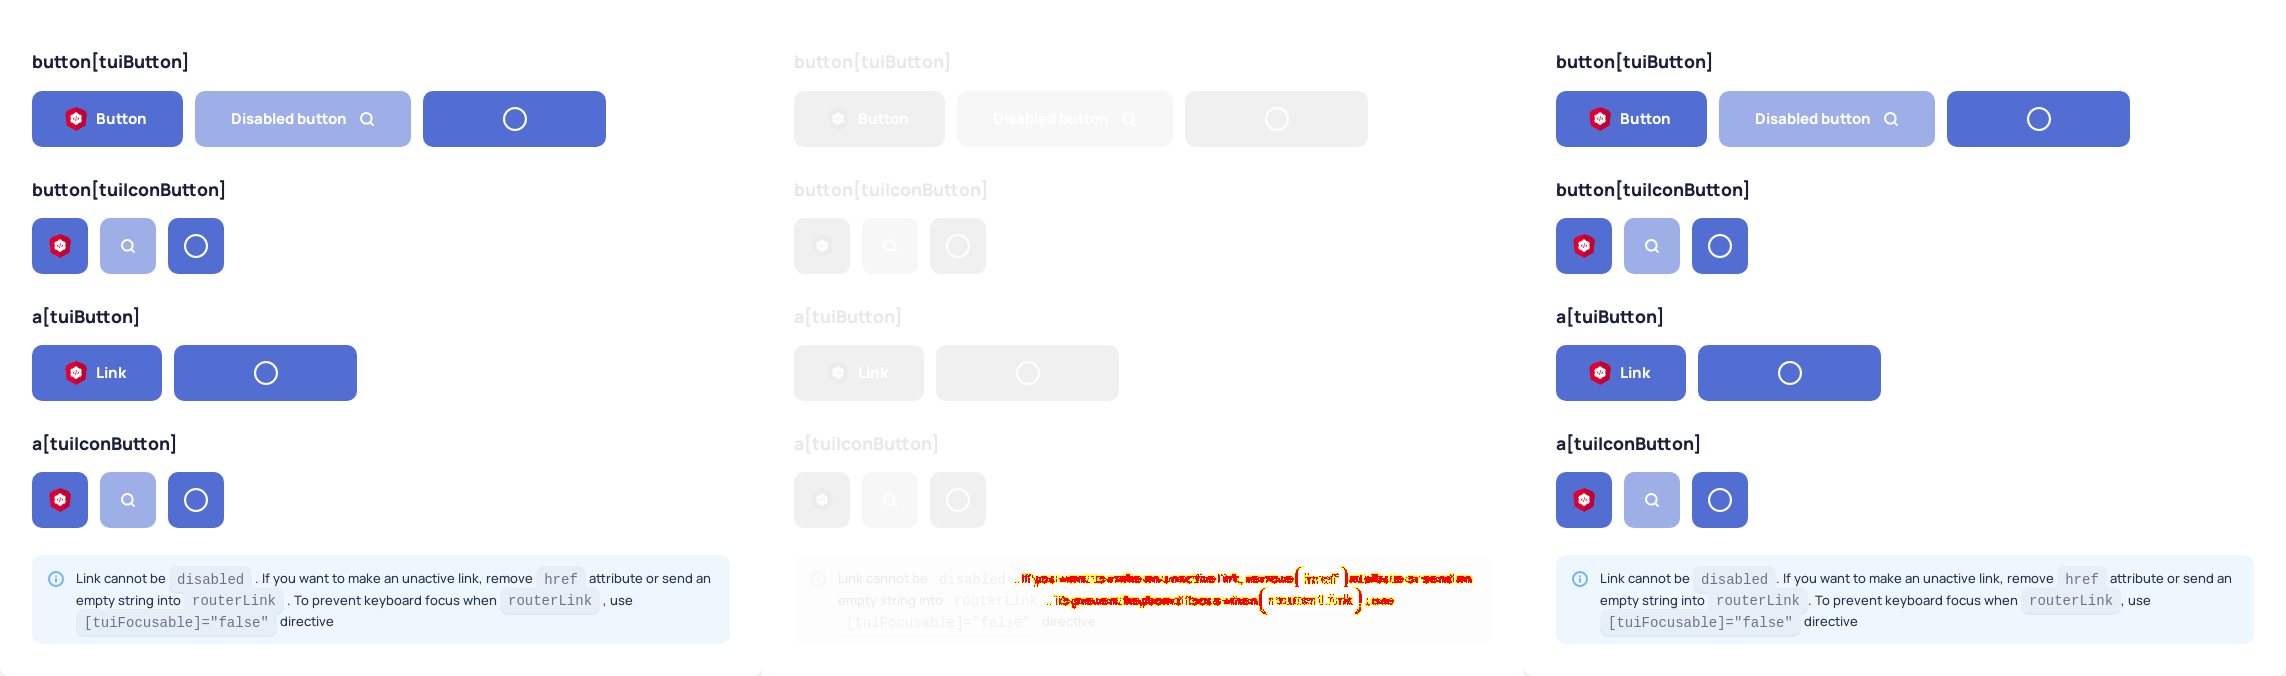 button[tuiButton]
Button
Disabled button
button[tuiIconButton]
a[tuiButton]
Link
a[tuiIconButton]
Link cannot be disabled . If you want to make an unactive link, remove href attribute or send an
empty string into routerLink . To prevent keyboard focus when routerLink , use
[tuiFocusable]="false" directive
button[tuiButton]
Button
Disabled button
button[tuiIconButton]
a[tuiButton]
Link
a[tuiIconButton]
Link cannot be disabled . If you want to make an unactive link, remove href attribute or send an
empty string into routerLink . To prevent keyboard focus when routerLink , use
[tuiFocusable]="false" directive
button[tuiButton]
Button
Disabled button
button[tuiIconButton]
a[tuiButton]
Link
a[tuiIconButton]
Link cannot be disabled. If you want to make an unactive link, remove href attribute or send an
empty string into routerLink. To prevent keyboard focus when routerLink, use
[tuiFocusable]="false" directive